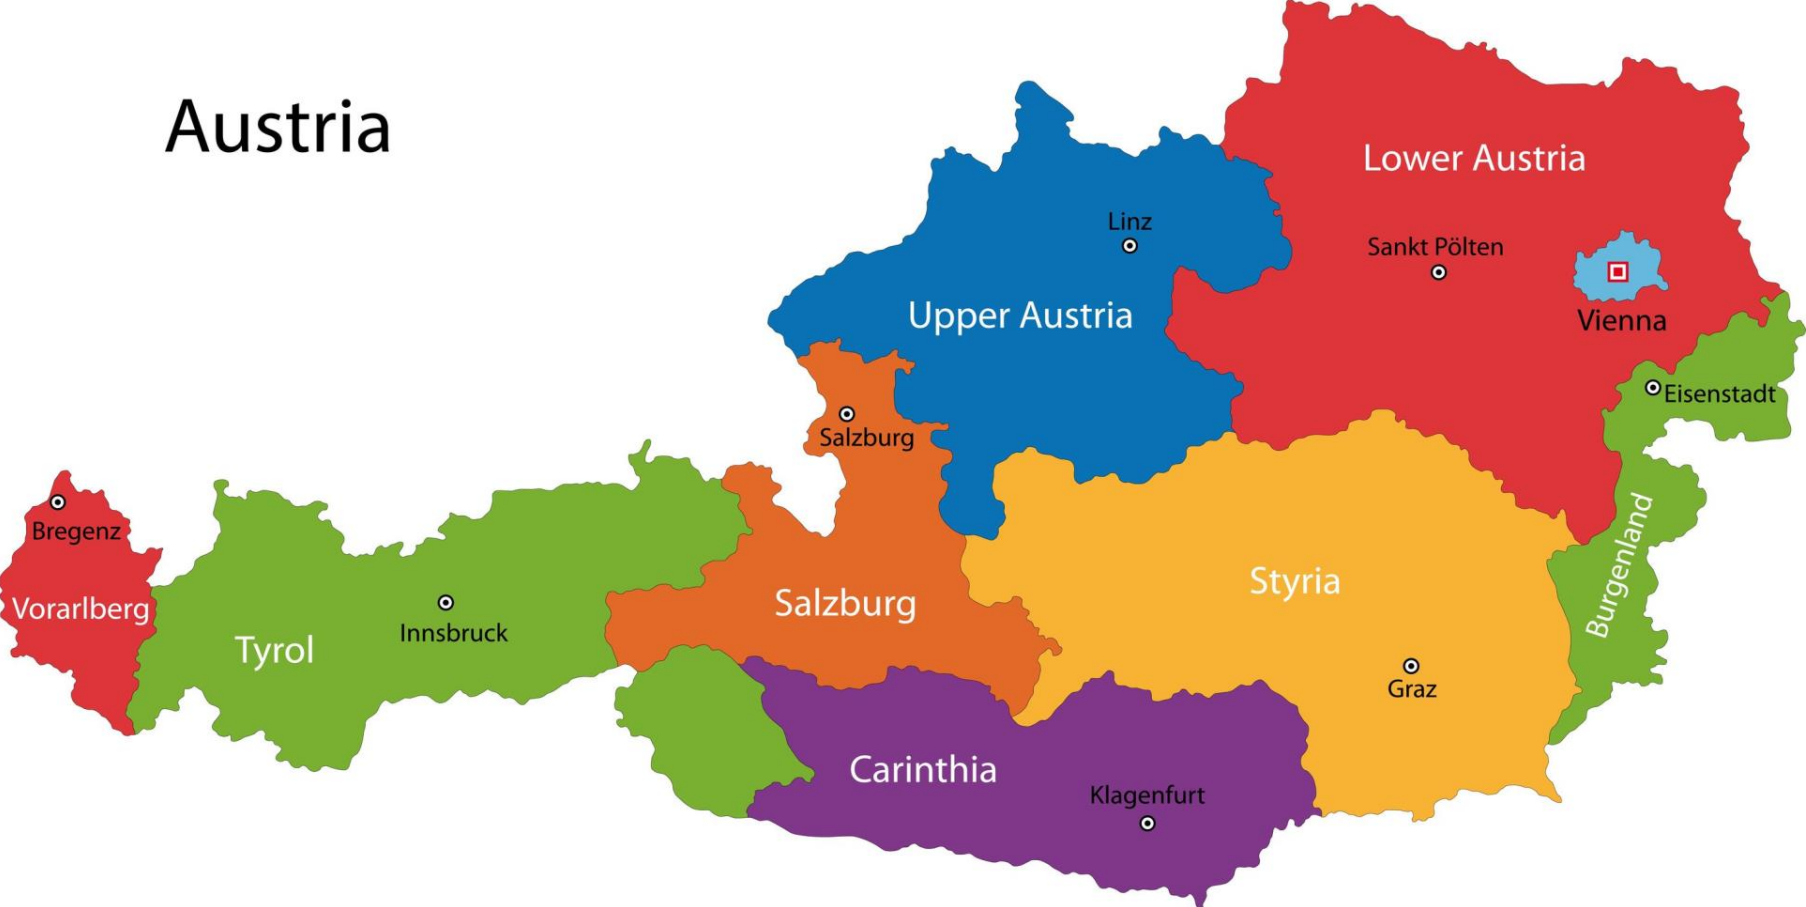 Austria
Lower Austria
Linz
Sankt Pölten
Upper Austria
Vienna
Eisenstadt
Salzburg
Bregenz
Burgenland
Styria
Vorarlberg
Salzburg
Innsbruck
Tyrol
Graz
Carinthia
Klagenfurt